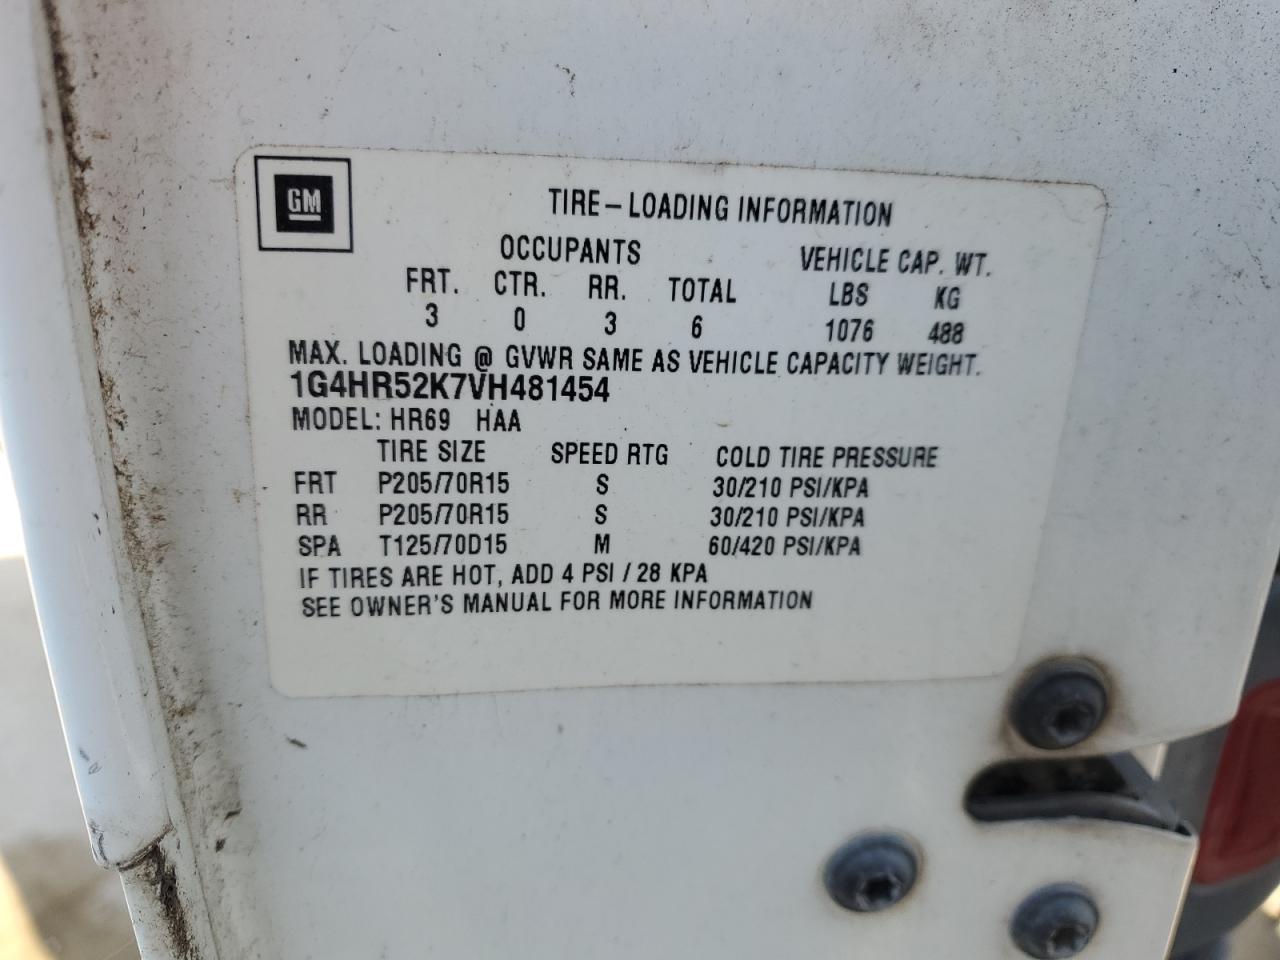 GM
TIRE–LOADING INFORMATION
OCCUPANTS VEHICLE CAP. WT.
FRT. CTR. RR. TOTAL LBS KG
3 0 3 6 1076 488
MAX. LOADING @ GVWR SAME AS VEHICLE CAPACITY WEIGHT.
1G4HR52K7VH481454
MODEL: HR69 HAA
TIRE SIZE SPEED RTG COLD TIRE PRESSURE
FRT P205/70R15 S 30/210 PSI/KPA
RR P205/70R15 S 30/210 PSI/KPA
SPA T125/70D15 M 60/420 PSI/KPA
IF TIRES ARE HOT, ADD 4 PSI / 28 KPA
SEE OWNER'S MANUAL FOR MORE INFORMATION